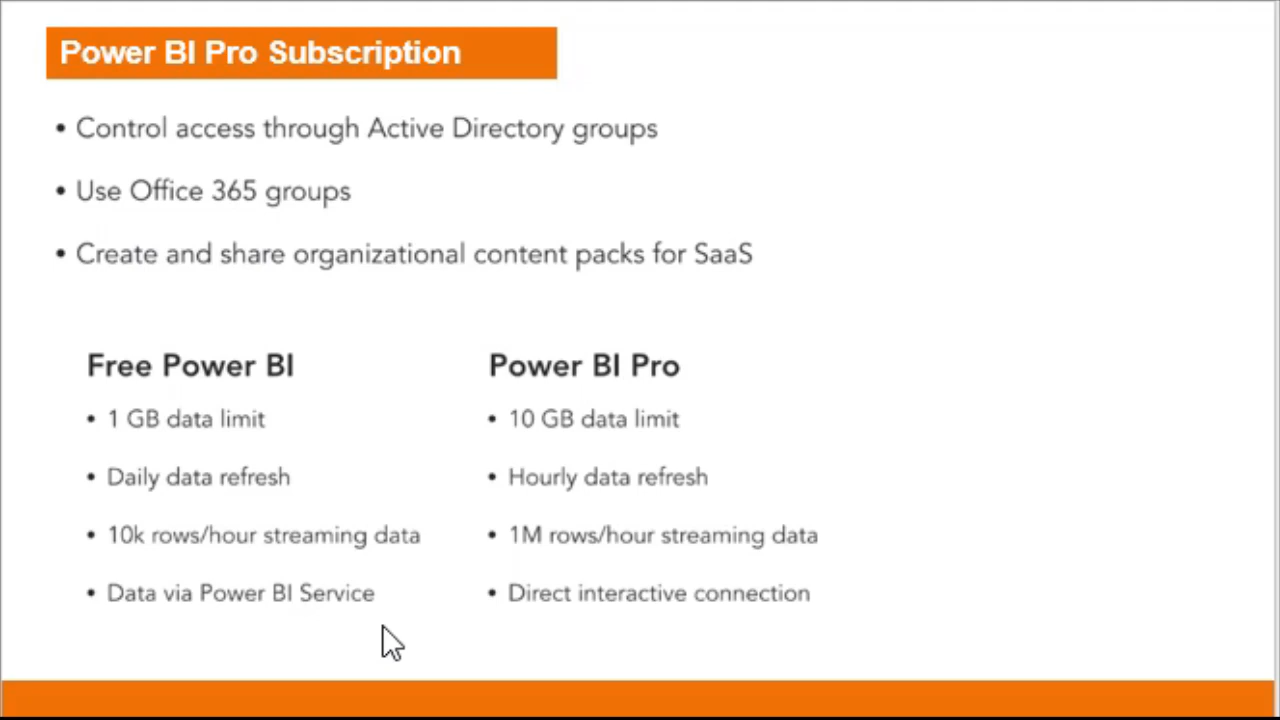 Power BI Pro Subscription
• Control access through Active Directory groups
• Use Office 365 groups
• Create and share organizational content packs for SaaS
Free Power BI
• 1 GB data limit
• Daily data refresh
• 10k rows/hour streaming data
• Data via Power BI Service
Power BI Pro
• 10 GB data limit
• Hourly data refresh
• 1M rows/hour streaming data
• Direct interactive connection